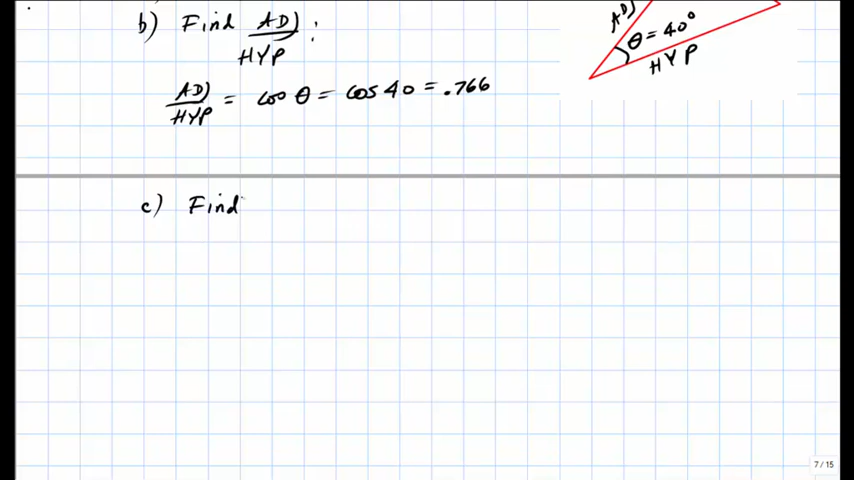 b) Find ADJ/HYP :
ADJ
θ = 40°
HYP
ADJ/HYP = cos θ = cos 40 = .766
c) Find
7 / 15